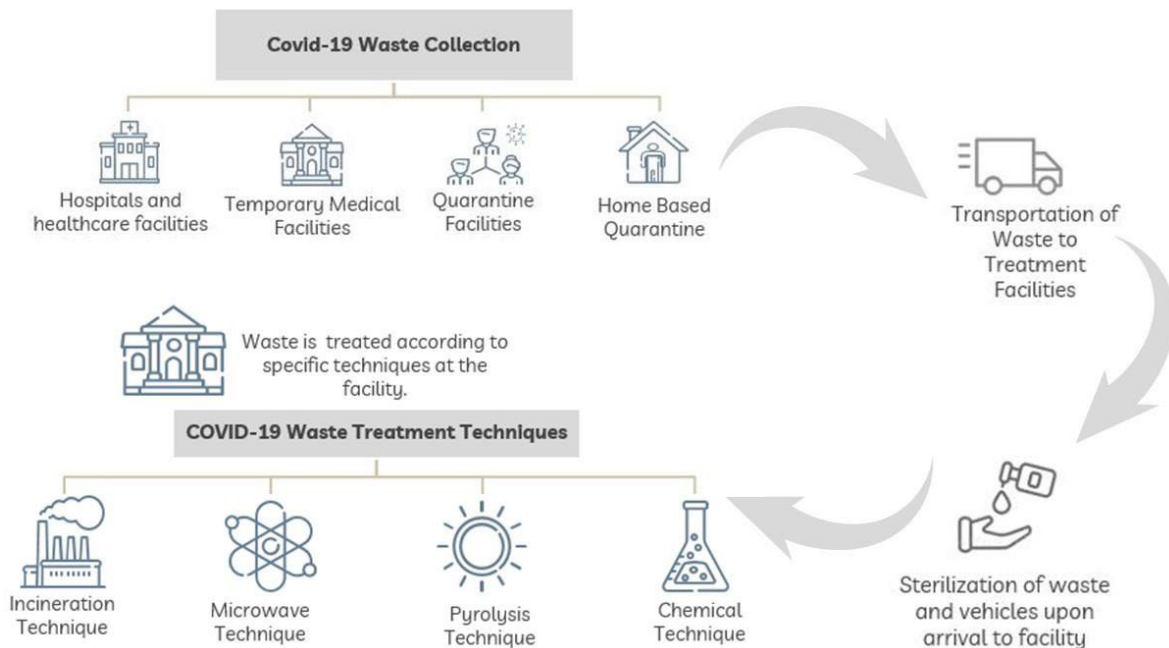 Covid-19 Waste Collection
Hospitals and
healthcare facilities
Temporary Medical
Facilities
Quarantine
Facilities
Home Based
Quarantine
Transportation of
Waste to
Treatment
Facilities
Sterilization of waste
and vehicles upon
arrival to facility
Waste is treated according to
specific techniques at the
facility.
COVID-19 Waste Treatment Techniques
Incineration
Technique
Microwave
Technique
Pyrolysis
Technique
Chemical
Technique